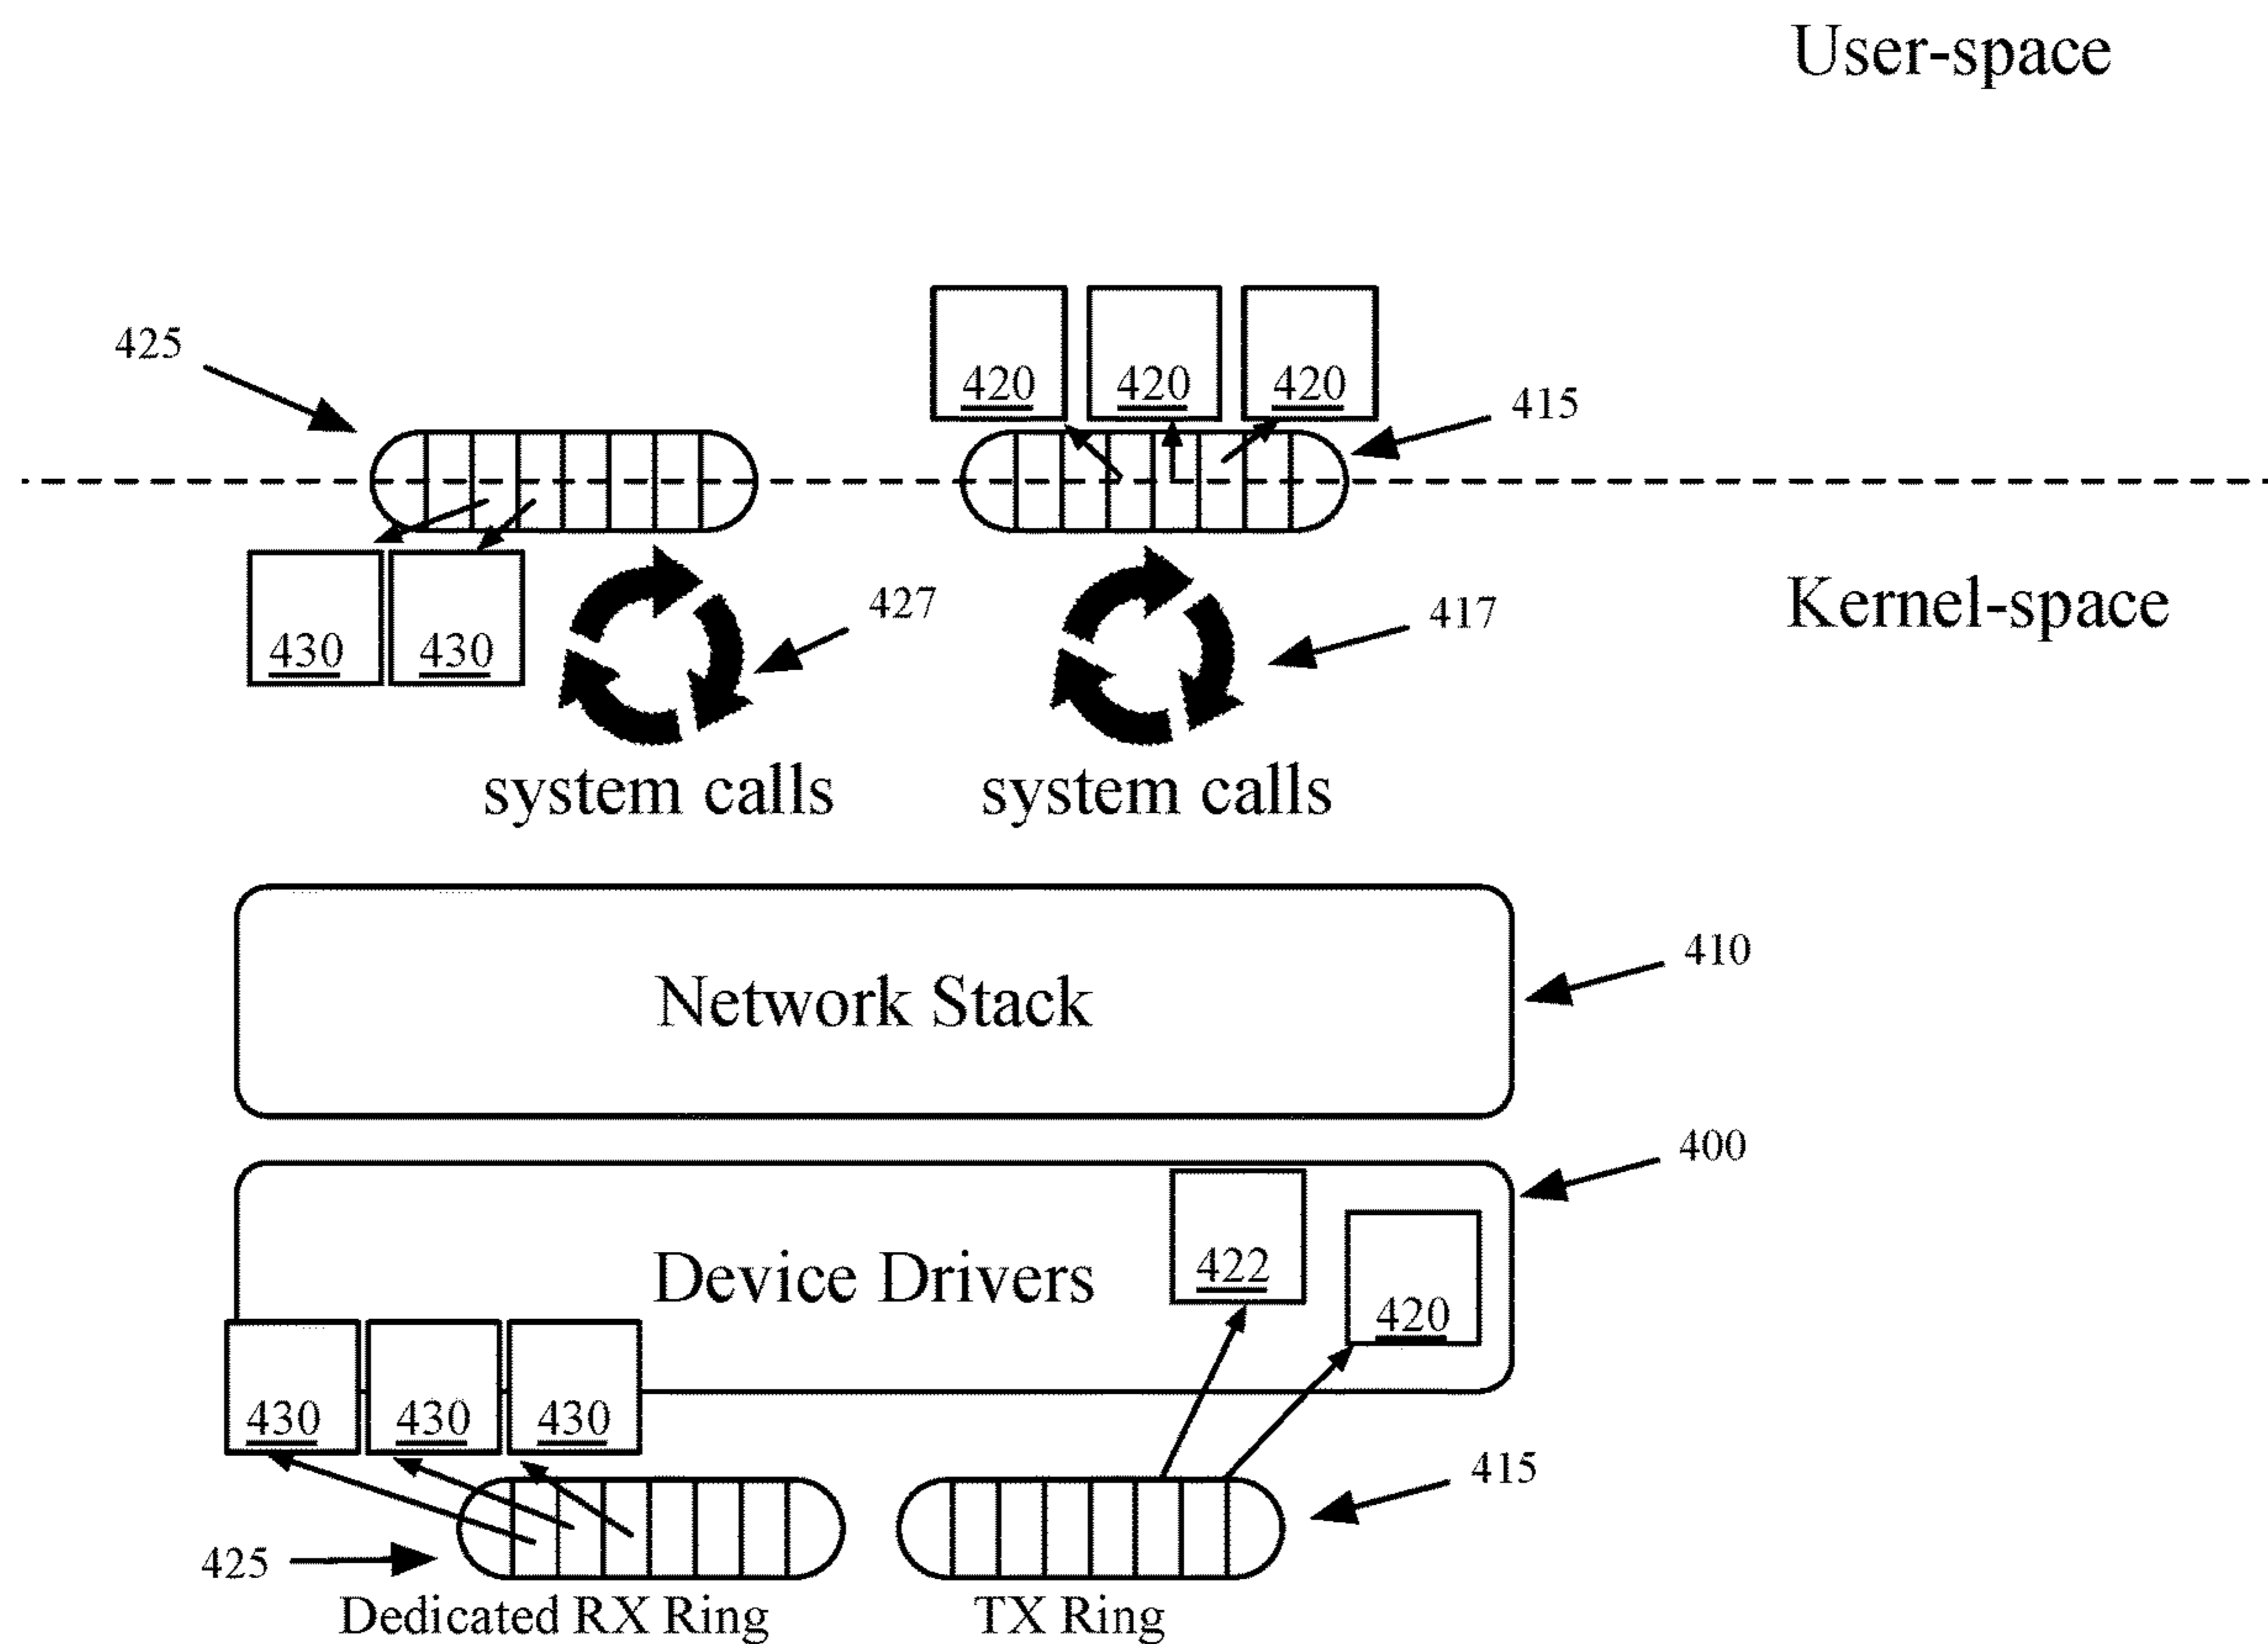 User-space
425
420 420 420
415
430 430
427
417
Kernel-space
system calls system calls
Network Stack
410
400
Device Drivers
422
420
430 430 430
415
425
Dedicated RX Ring TX Ring